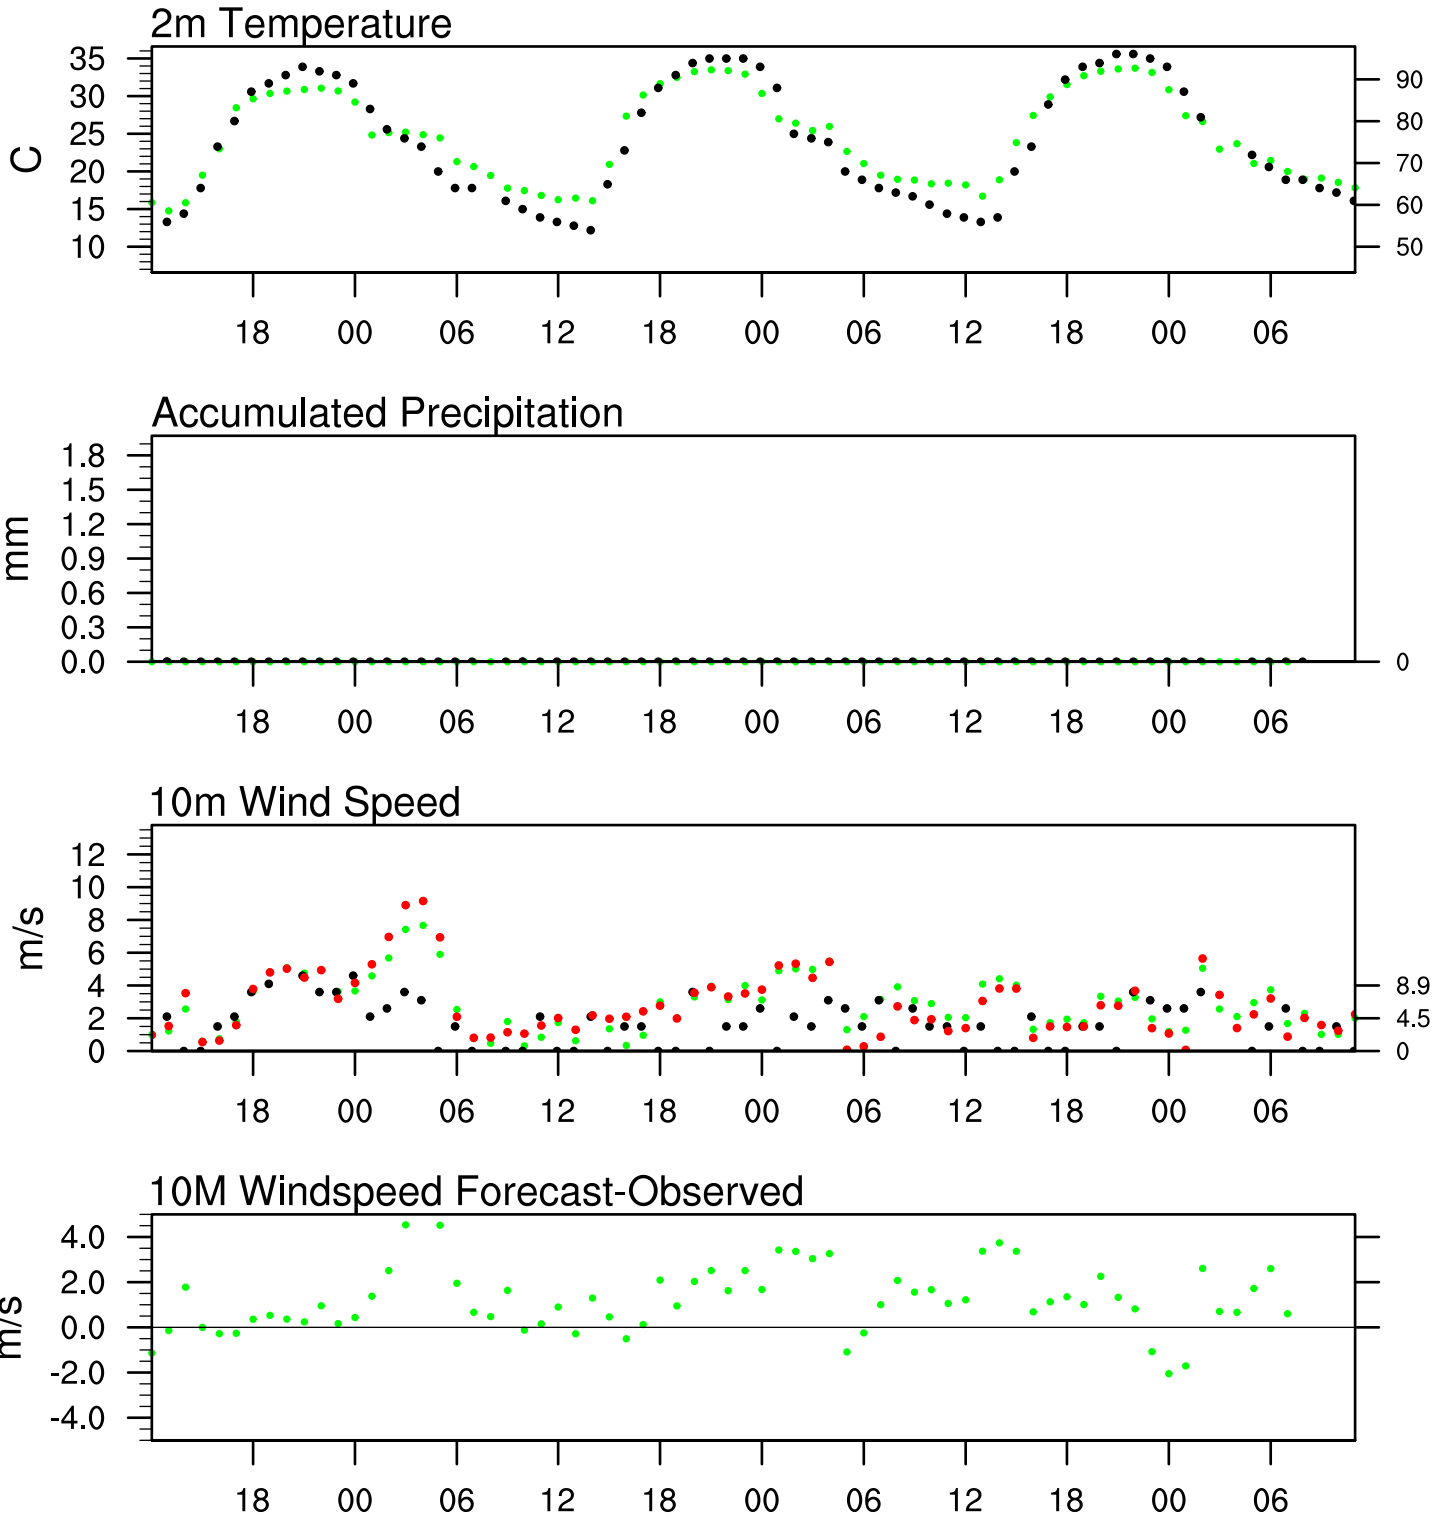 2m Temperature
35
30
25
20
15
10
C
90
80
70
60
50
18 00 06 12 18 00 06 12 18 00 06
Accumulated Precipitation
1.8
1.5
1.2
0.9
0.6
0.3
0.0
mm
0
18 00 06 12 18 00 06 12 18 00 06
10m Wind Speed
12
10
8
6
4
2
0
m/s
8.9
4.5
0
18 00 06 12 18 00 06 12 18 00 06
10M Windspeed Forecast-Observed
4.0
2.0
0.0
-2.0
-4.0
m/s
18 00 06 12 18 00 06 12 18 00 06